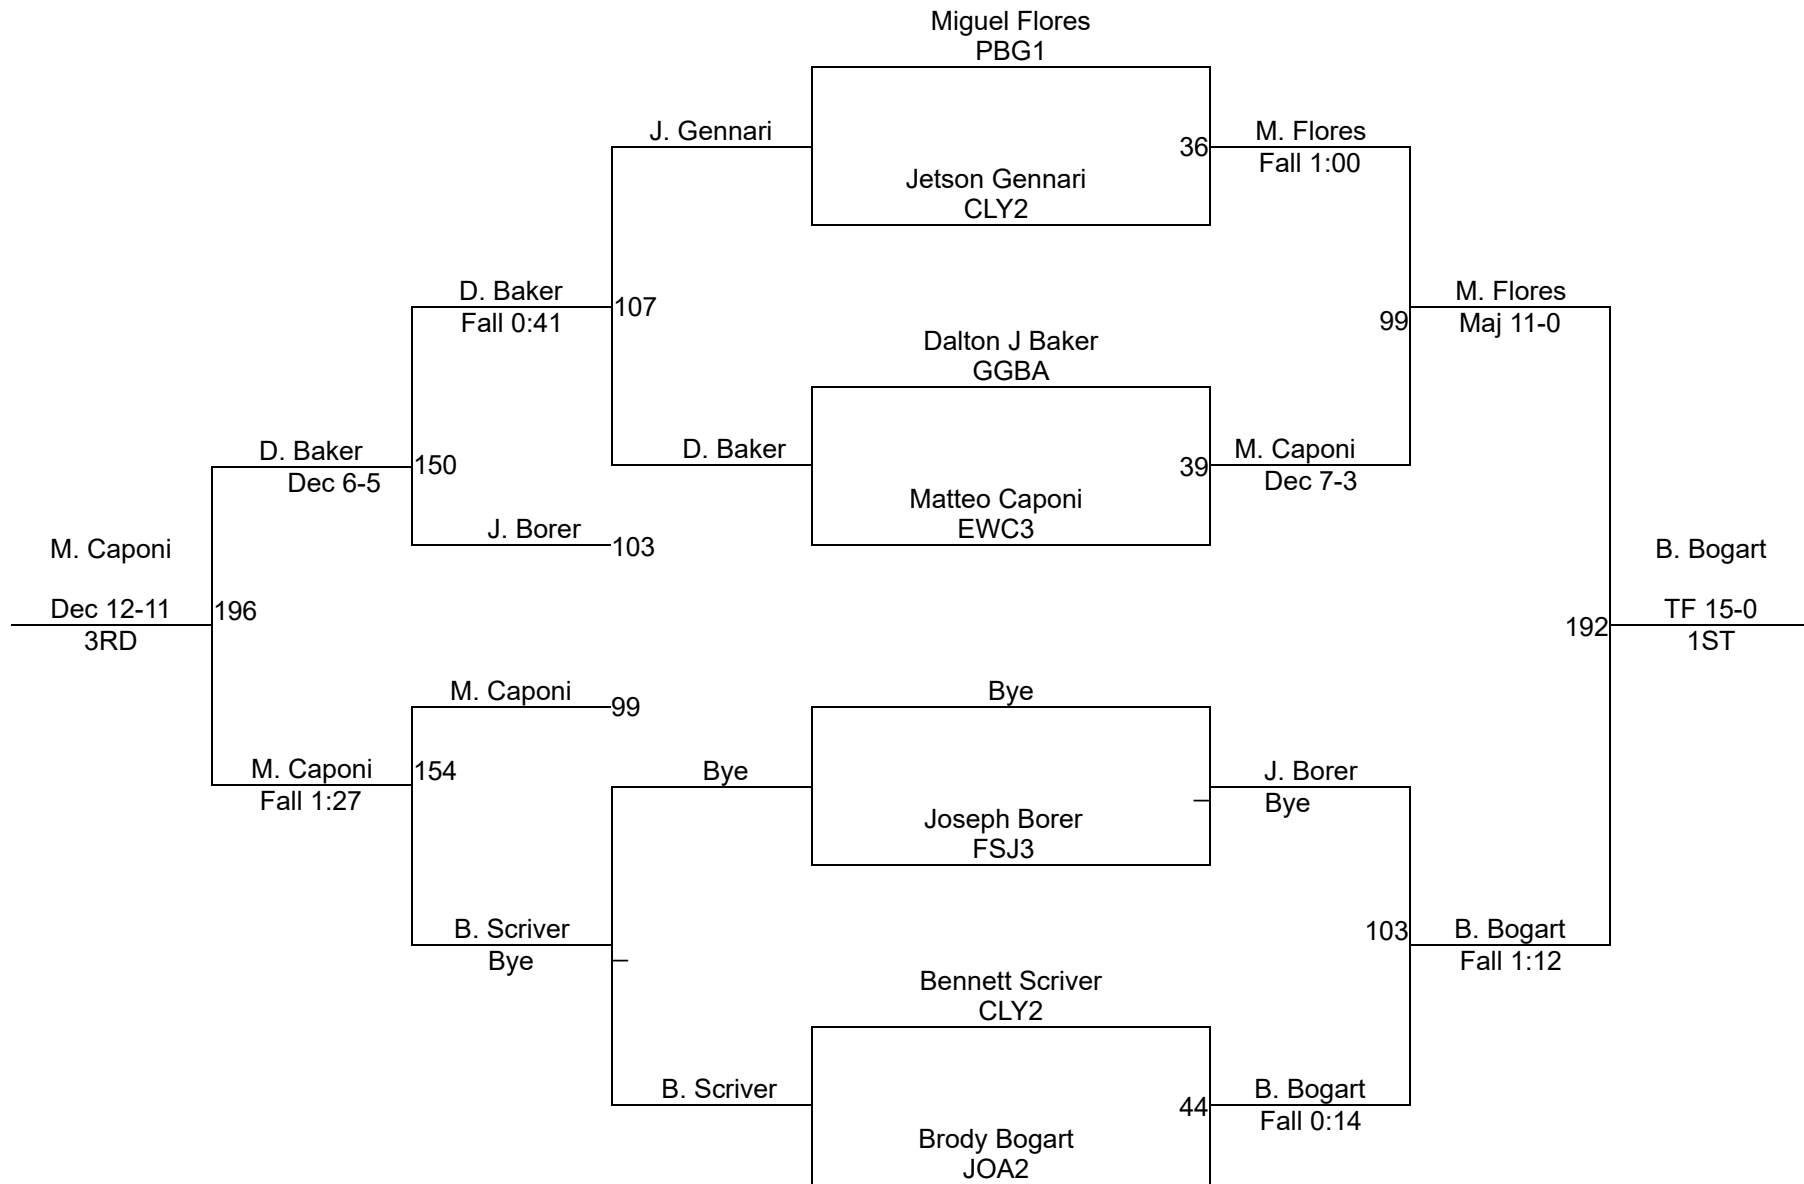 Miguel Flores
PBG1
J. Gennari
36
M. Flores
Fall 1:00
Jetson Gennari
CLY2
D. Baker
Fall 0:41
107
99
M. Flores
Maj 11-0
Dalton J Baker
GGBA
D. Baker
Dec 6-5
150
D. Baker
39
M. Caponi
Dec 7-3
Matteo Caponi
EWC3
J. Borer
103
M. Caponi
Dec 12-11
3RD
196
B. Bogart
192
TF 15-0
1ST
M. Caponi
99
Bye
M. Caponi
Fall 1:27
154
Bye
J. Borer
Bye
Joseph Borer
FSJ3
B. Scriver
Bye
103
B. Bogart
Fall 1:12
Bennett Scriver
CLY2
B. Scriver
44
B. Bogart
Fall 0:14
Brody Bogart
JOA2